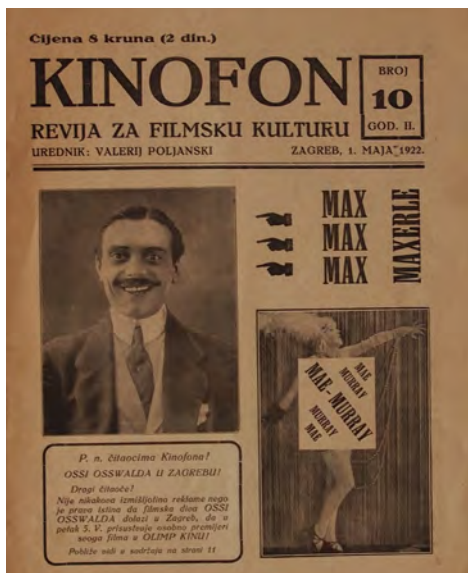 Cijena 8 kruna (2 din.)
KINOFON
BROJ
10
GOD. II.
REVIJA ZA FILMSKU KULTURU
UREDNIK: VALERIJ POLJANSKI
ZAGREB, 1. MAJA 1922.
MAX
MAX
MAX
MAXERLE
MAE
MURRAY
MAE-MURRAY
MURRAY
MAE
P. n. čitaocima Kinofona!
OSSI OSSWALDA U ZAGREBU!
Dragi čitaoče!
Nije nikakova izmišljotina reklame nego
je prava istina da filmska diva OSSI
OSSWALDA dolazi u Zagreb, da u
petak 5. V. prisustvuje osobno premijeri
svoga filma u OLIMP KINU!
Pobliže vidi u sadržaju na strani 11